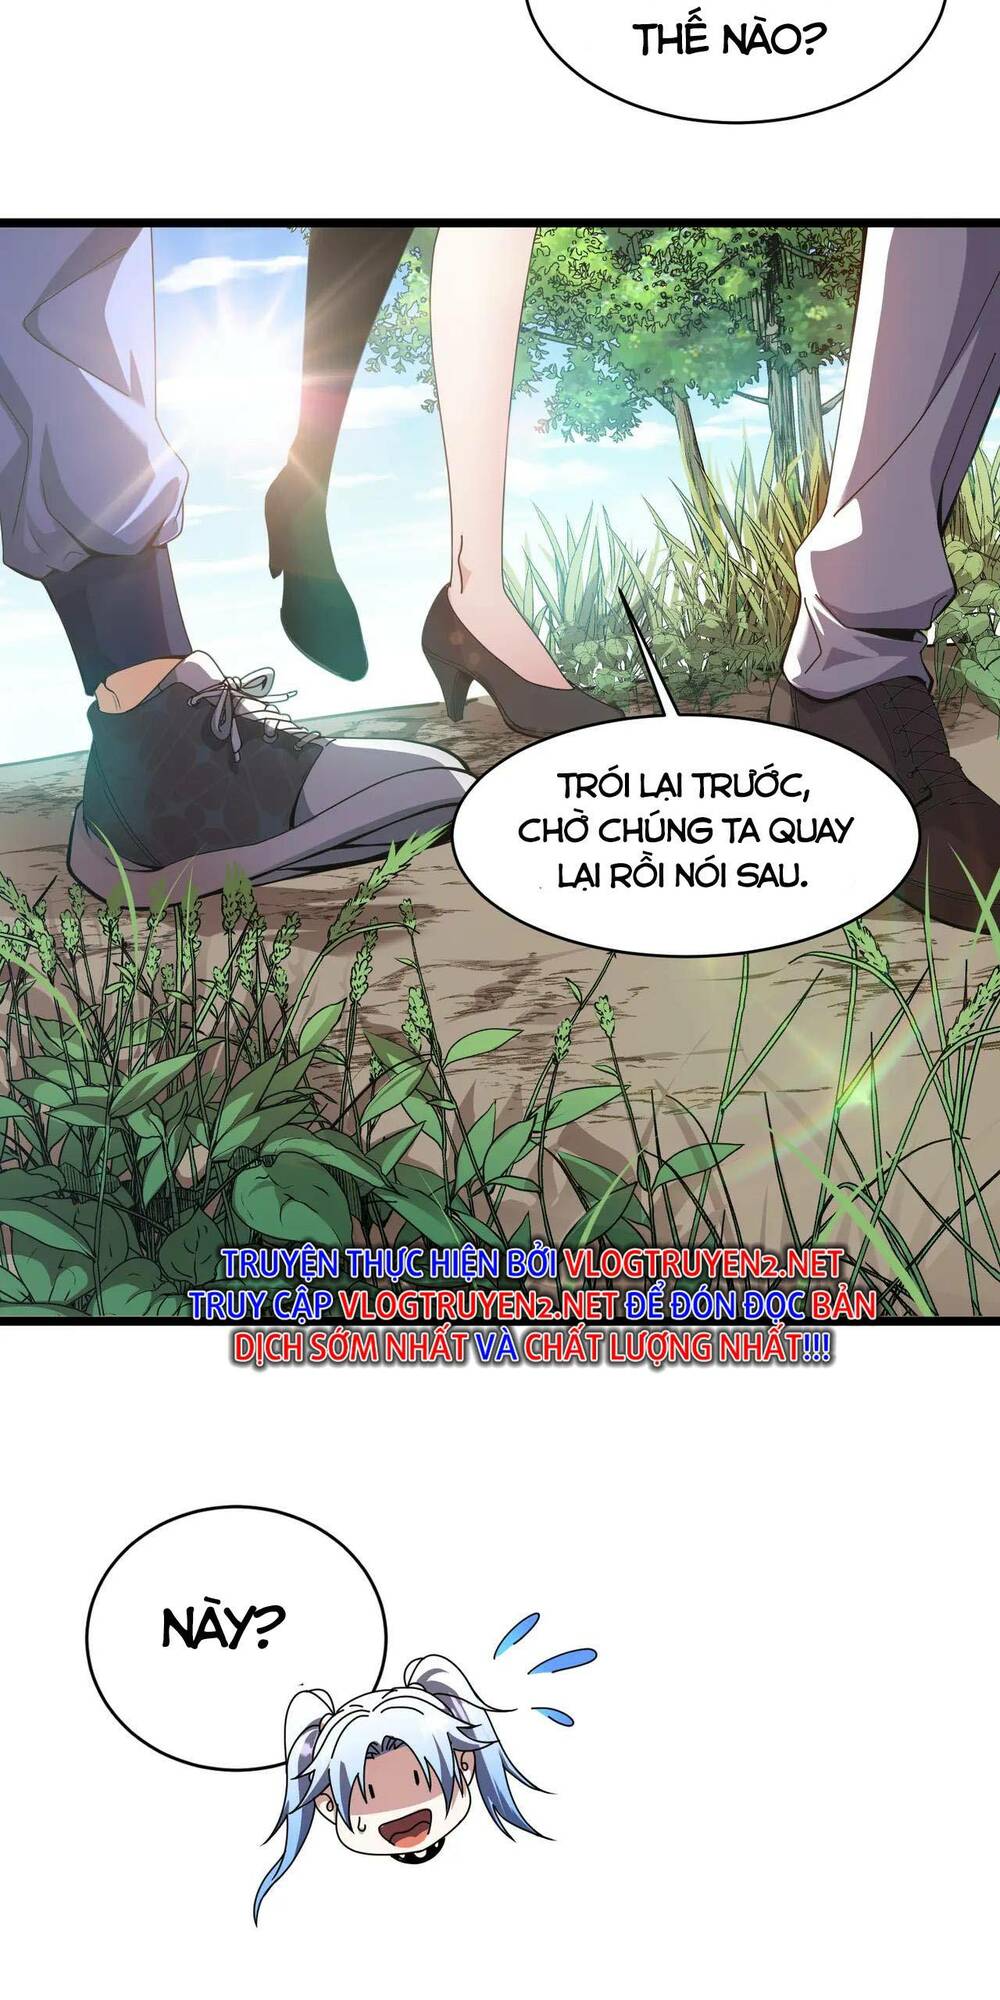 THẾ NÀO?
TRÓI LẠI TRƯỚC,
CHỜ CHÚNG TA QUAY
LẠI RỒI NÓI SAU.
TRUYỆN THỰC HIỆN BỞI VLOGTRUYEN2.NET
TRUY CẬP VLOGTRUYEN2.NET ĐỂ ĐÓN ĐỌC BẢN
DỊCH SỚM NHẤT VÀ CHẤT LƯỢNG NHẤT!!!
NÀY?